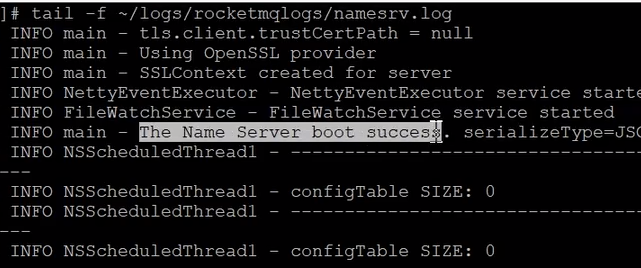 ]# tail -f ~/logs/rocketmqlogs/namesrv.log
INFO main - tls.client.trustCertPath = null
INFO main - Using OpenSSL provider
INFO main - SSLContext created for server
INFO NettyEventExecutor - NettyEventExecutor service starte
INFO FileWatchService - FileWatchService service started
INFO main - The Name Server boot success. serializeType=JSO
INFO NSScheduledThread1 - -----------------------------------
---
INFO NSScheduledThread1 - configTable SIZE: 0
INFO NSScheduledThread1 - -----------------------------------
---
INFO NSScheduledThread1 - configTable SIZE: 0